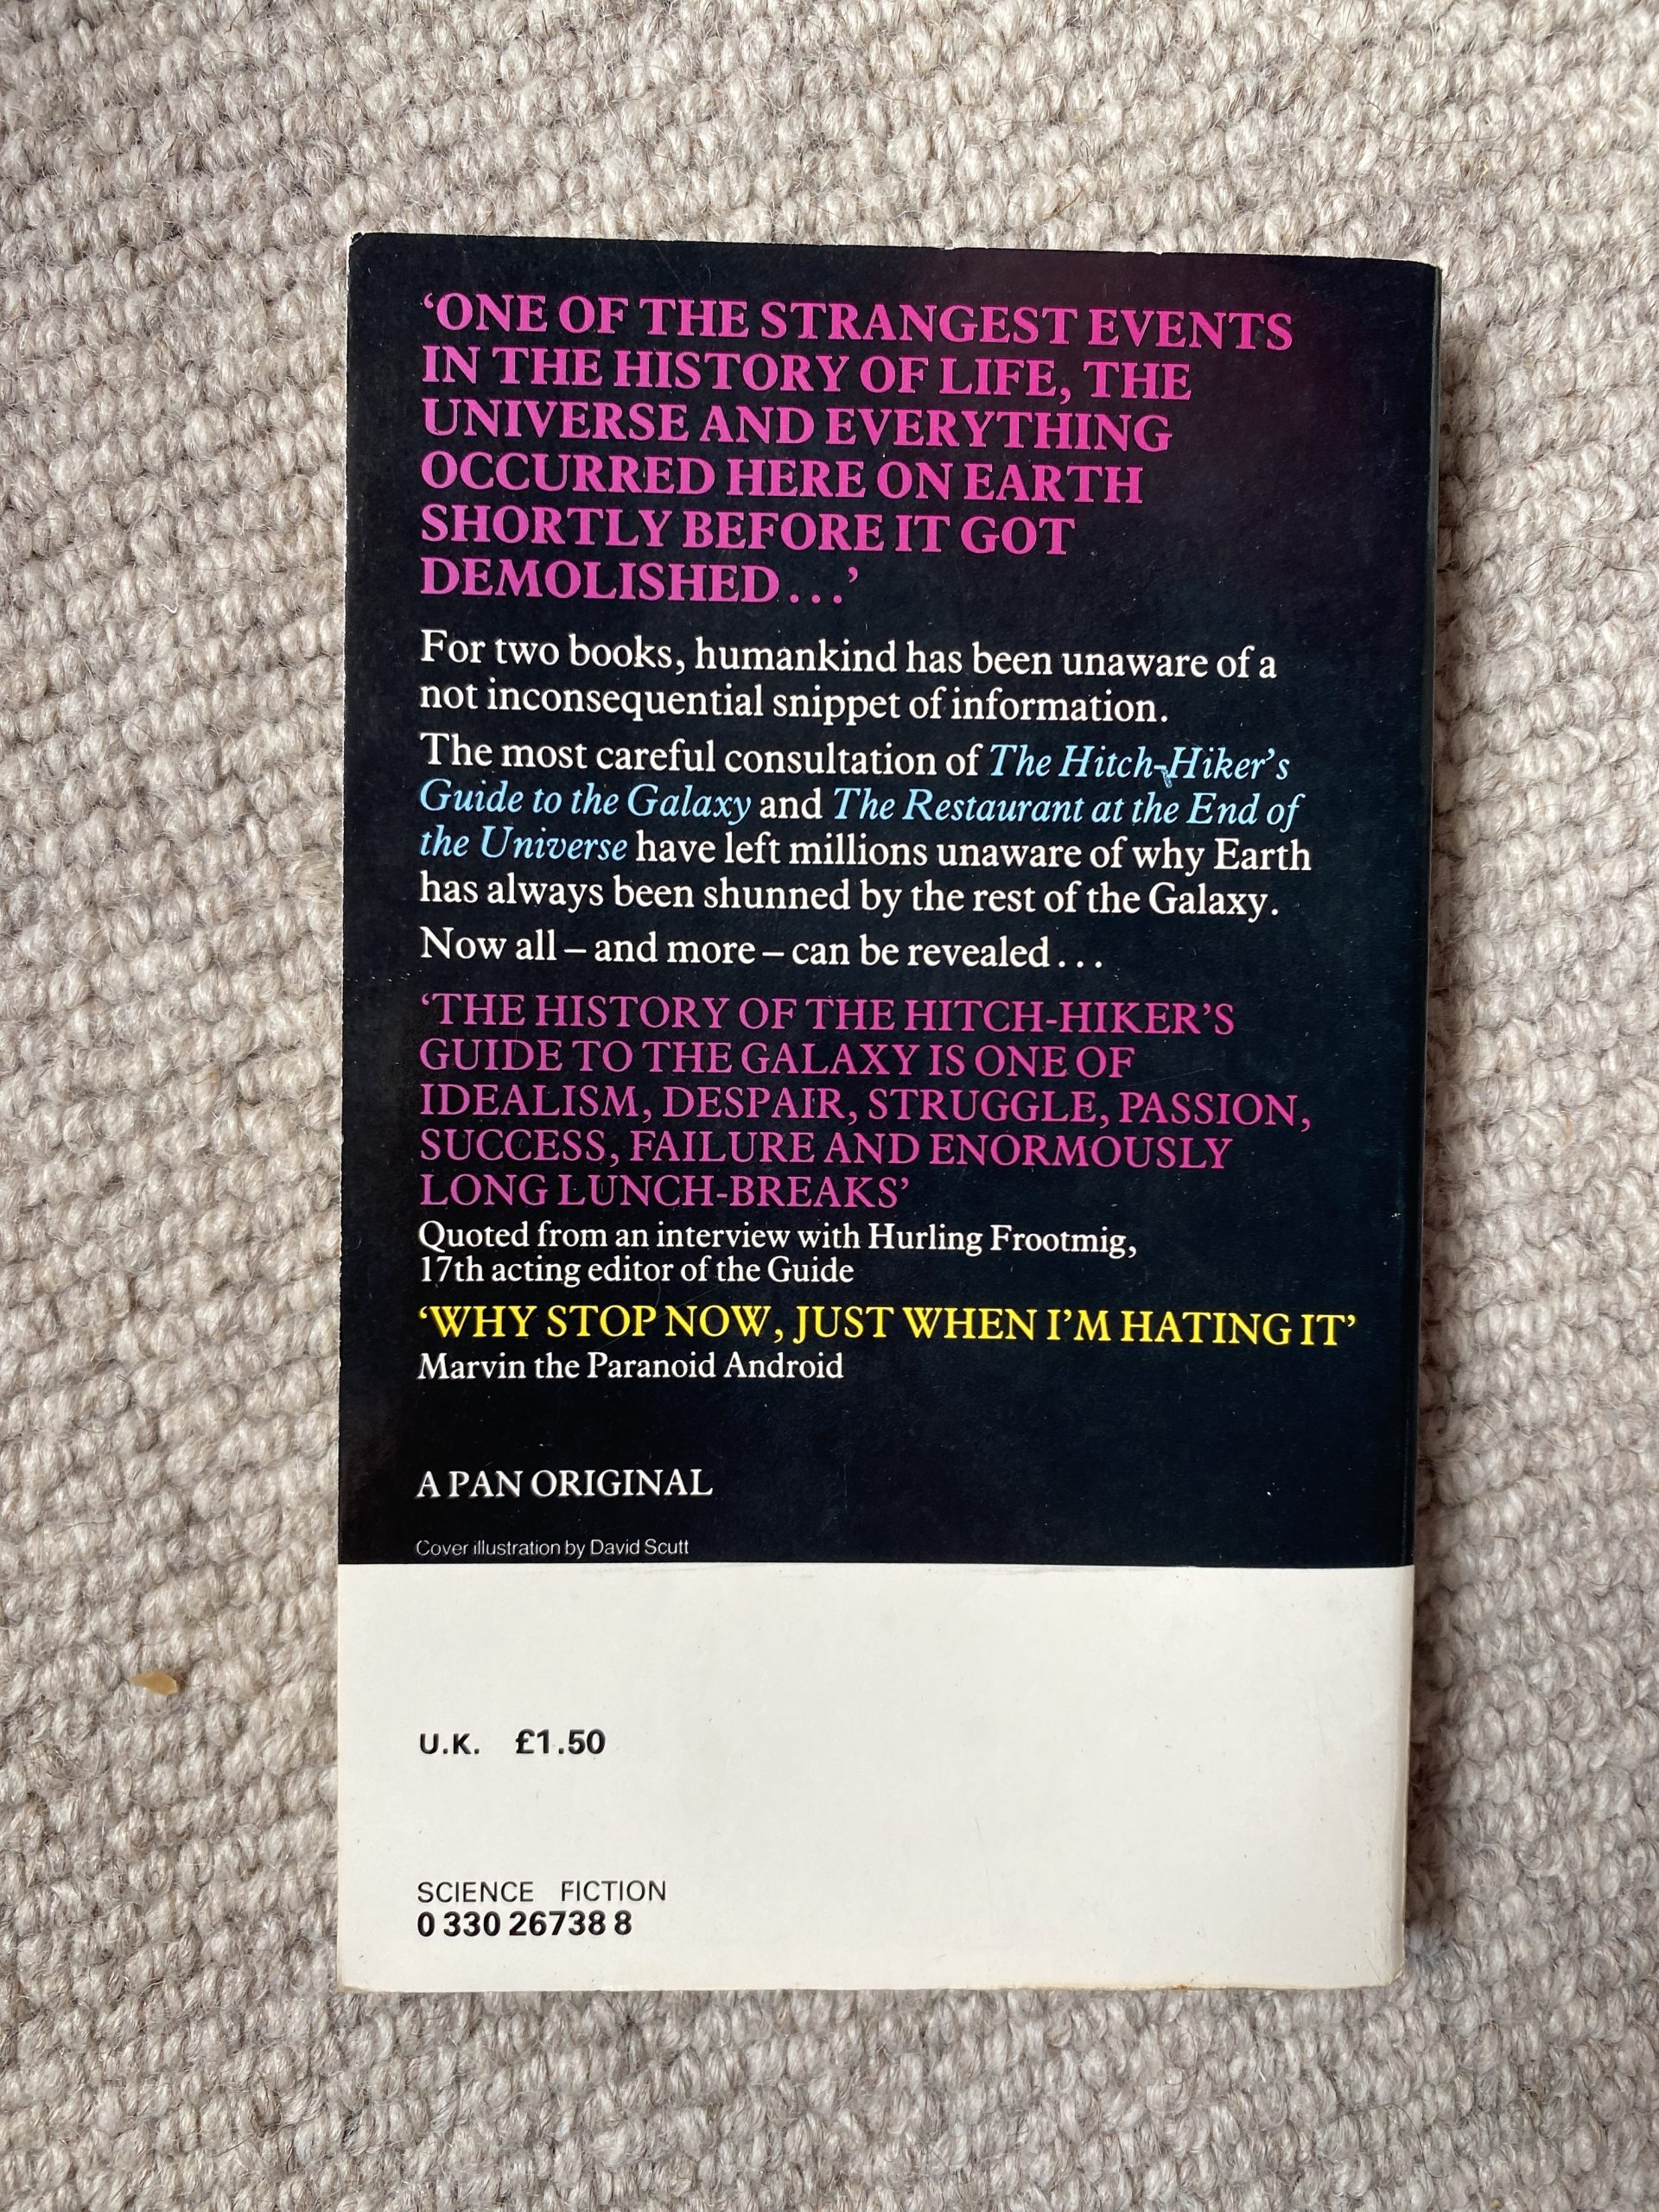 ‘ONE OF THE STRANGEST EVENTS
IN THE HISTORY OF LIFE, THE
UNIVERSE AND EVERYTHING
OCCURRED HERE ON EARTH
SHORTLY BEFORE IT GOT
DEMOLISHED...’
For two books, humankind has been unaware of a
not inconsequential snippet of information.
The most careful consultation of The Hitch-Hiker’s
Guide to the Galaxy and The Restaurant at the End of
the Universe have left millions unaware of why Earth
has always been shunned by the rest of the Galaxy.
Now all – and more – can be revealed...
‘THE HISTORY OF THE HITCH-HIKER’S
GUIDE TO THE GALAXY IS ONE OF
IDEALISM, DESPAIR, STRUGGLE, PASSION,
SUCCESS, FAILURE AND ENORMOUSLY
LONG LUNCH-BREAKS’
Quoted from an interview with Hurling Frootmig,
17th acting editor of the Guide
‘WHY STOP NOW, JUST WHEN I’M HATING IT’
Marvin the Paranoid Android
A PAN ORIGINAL
Cover illustration by David Scutt
U.K. £1.50
SCIENCE FICTION
0 330 26738 8